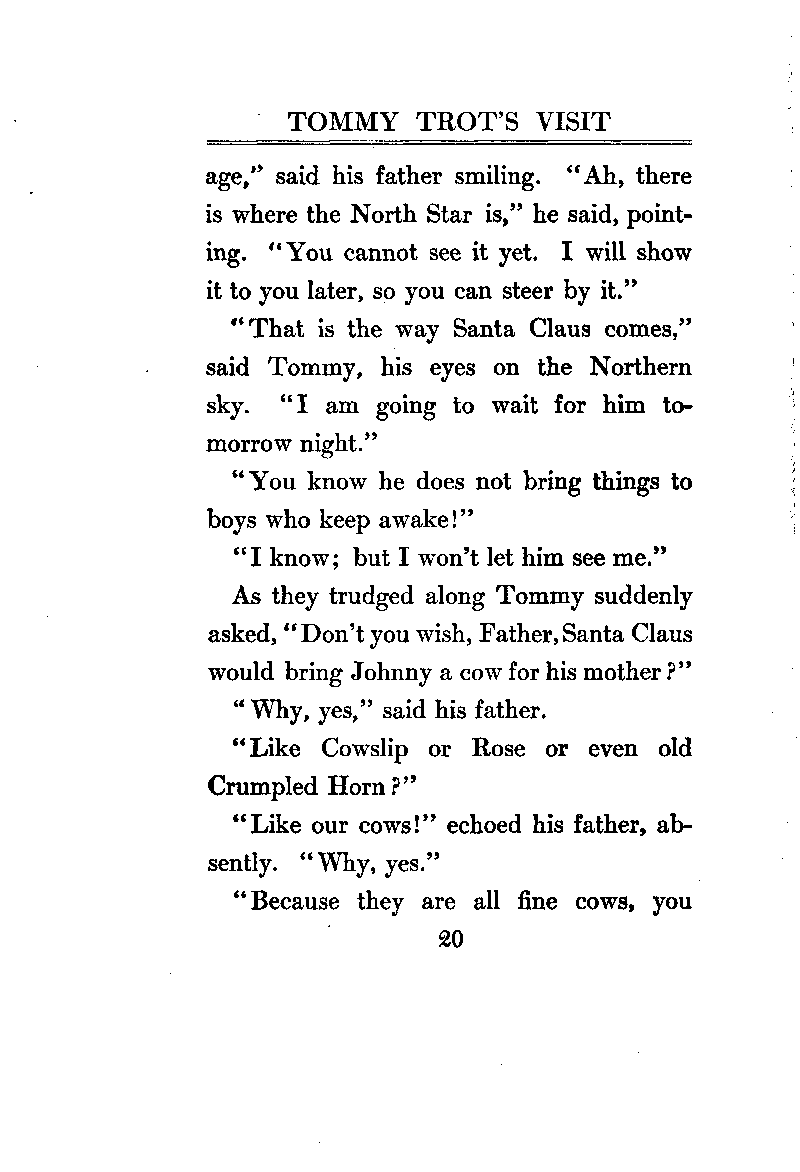 TOMMY TROT'S VISIT
age," said his father smiling. "Ah, there
is where the North Star is," he said, point-
ing. "You cannot see it yet. I will show
it to you later, so you can steer by it."
"That is the way Santa Claus comes,"
said Tommy, his eyes on the Northern
sky. "I am going to wait for him to-
morrow night."
"You know he does not bring things to
boys who keep awake!"
"I know; but I won't let him see me."
As they trudged along Tommy suddenly
asked, "Don't you wish, Father, Santa Claus
would bring Johnny a cow for his mother?"
"Why, yes," said his father.
"Like Cowslip or Rose or even old
Crumpled Horn?"
"Like our cows!" echoed his father, ab-
sently. "Why, yes."
"Because they are all fine cows, you
20